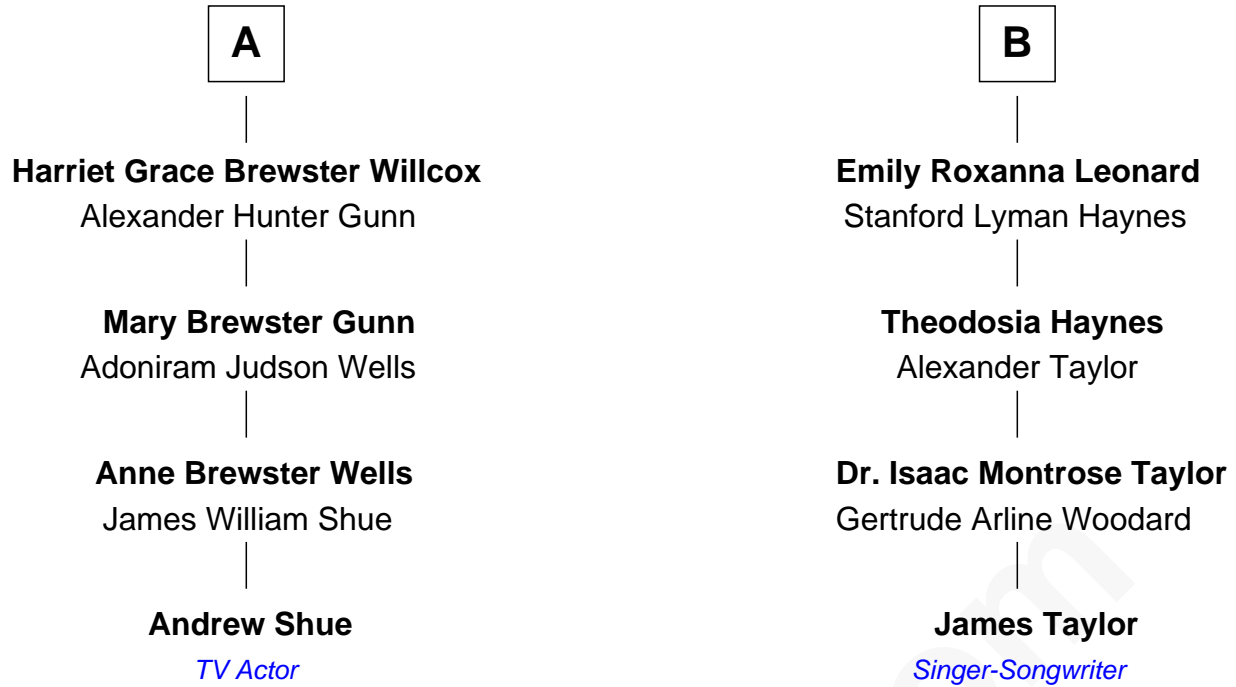 A
B
Harriet Grace Brewster Willcox
Alexander Hunter Gunn
Emily Roxanna Leonard
Stanford Lyman Haynes
Mary Brewster Gunn
Adoniram Judson Wells
Theodosia Haynes
Alexander Taylor
Anne Brewster Wells
James William Shue
Dr. Isaac Montrose Taylor
Gertrude Arline Woodard
Andrew Shue
TV Actor
James Taylor
Singer-Songwriter